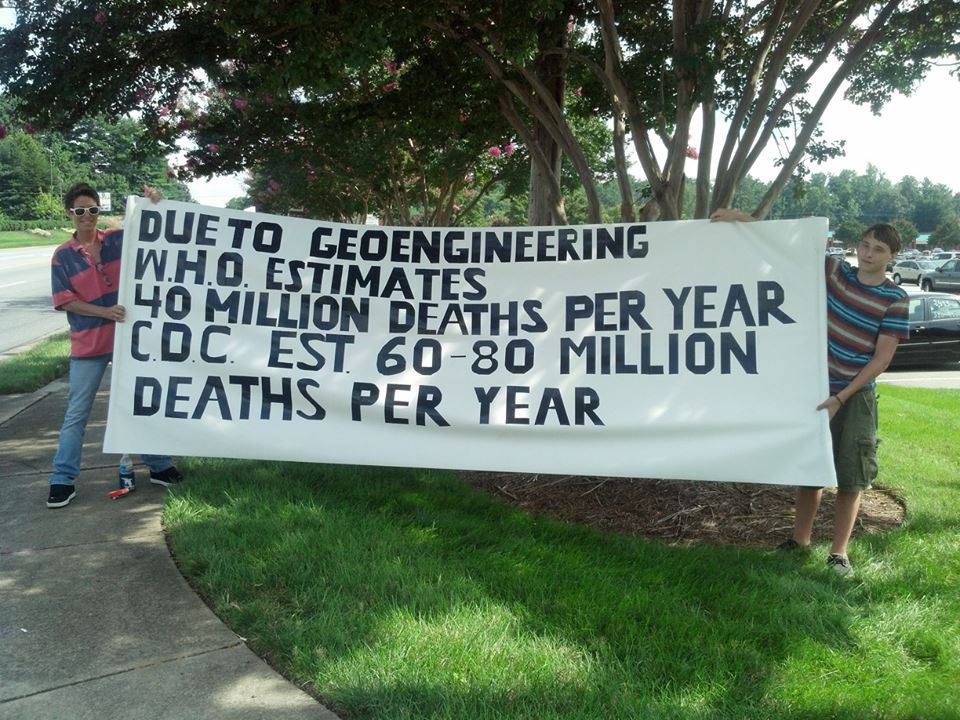 DUE TO GEOENGINEERING
W.H.O. ESTIMATES
40 MILLION DEATHS PER YEAR
C.D.C. EST. 60-80 MILLION
DEATHS PER YEAR